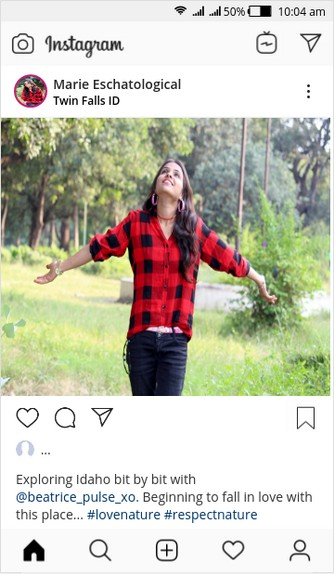 50% 10:04 am
Instagram
Marie Eschatological
Twin Falls ID
...
Exploring Idaho bit by bit with
@beatrice_pulse_xo. Beginning to fall in love with
this place... #lovenature #respectnature